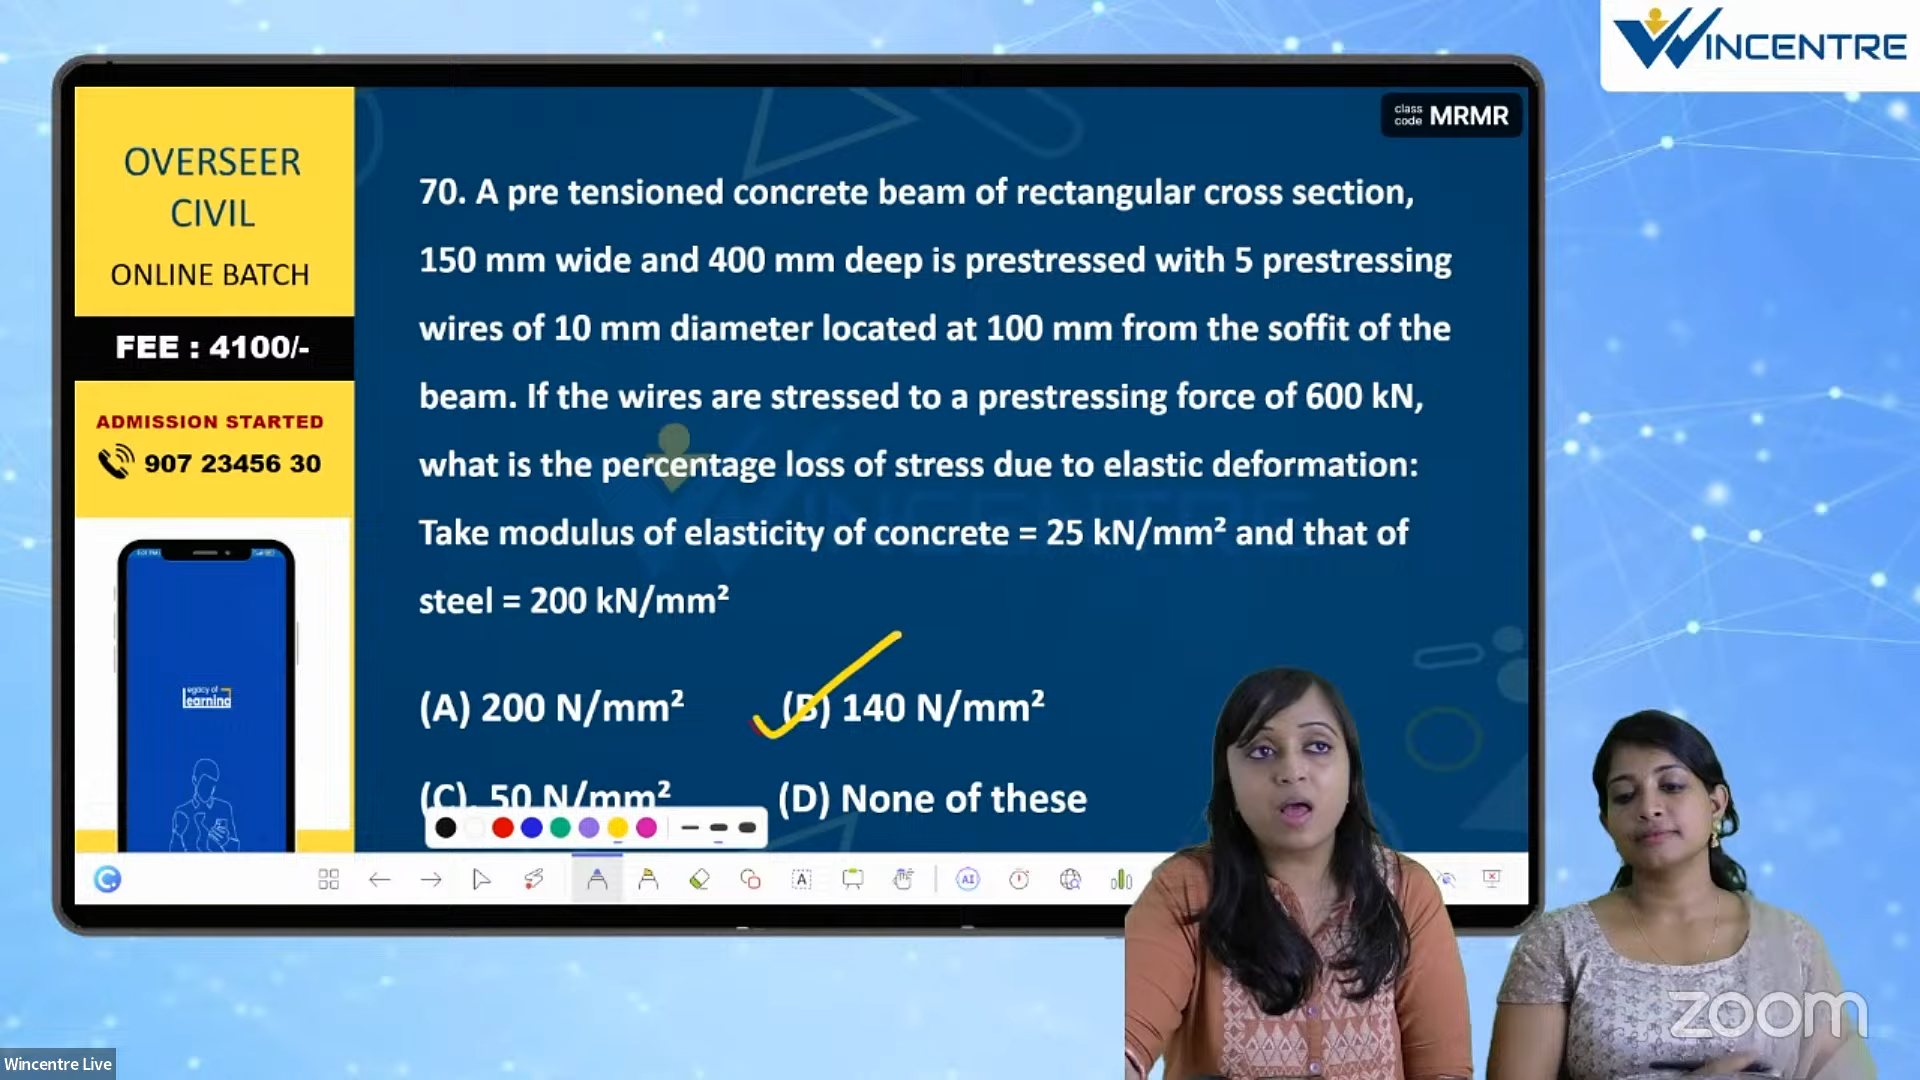 WINCENTRE
class code MRMR
OVERSEER
CIVIL
ONLINE BATCH
FEE : 4100/-
ADMISSION STARTED
907 23456 30
egacy of
Learning
70. A pre tensioned concrete beam of rectangular cross section,
150 mm wide and 400 mm deep is prestressed with 5 prestressing
wires of 10 mm diameter located at 100 mm from the soffit of the
beam. If the wires are stressed to a prestressing force of 600 kN,
what is the percentage loss of stress due to elastic deformation:
Take modulus of elasticity of concrete = 25 kN/mm² and that of
steel = 200 kN/mm²
(A) 200 N/mm² (B) 140 N/mm²
(C). 50 N/mm² (D) None of these
A AI
zoom
Wincentre Live